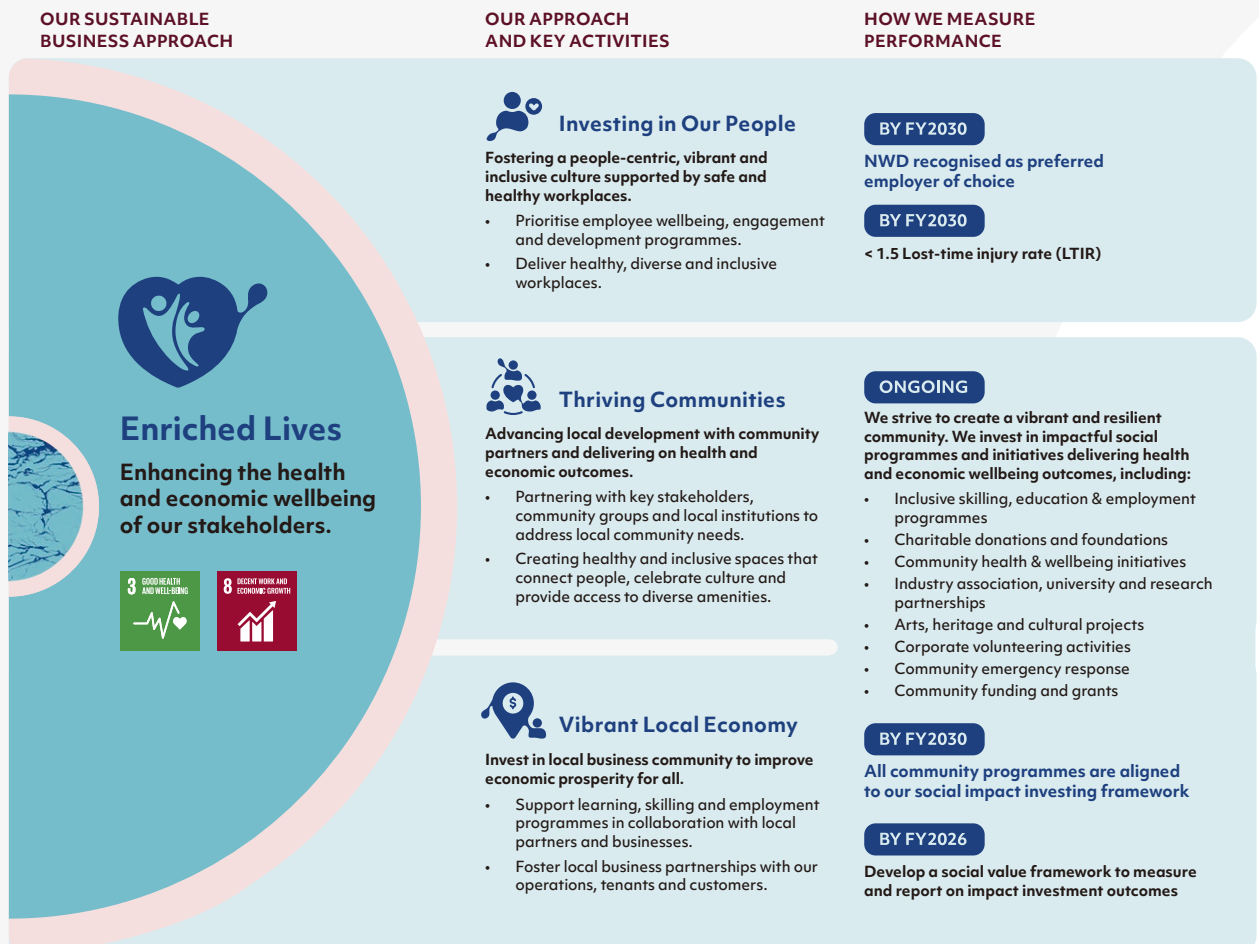 OUR SUSTAINABLE
BUSINESS APPROACH
OUR APPROACH
AND KEY ACTIVITIES
HOW WE MEASURE
PERFORMANCE
Enriched Lives
Enhancing the health
and economic wellbeing
of our stakeholders.
3 GOOD HEALTH
AND WELL-BEING
8 DECENT WORK AND
ECONOMIC GROWTH
Investing in Our People
Fostering a people-centric, vibrant and
inclusive culture supported by safe and
healthy workplaces.
• Prioritise employee wellbeing, engagement
and development programmes.
• Deliver healthy, diverse and inclusive
workplaces.
BY FY2030
NWD recognised as preferred
employer of choice
BY FY2030
< 1.5 Lost-time injury rate (LTIR)
Thriving Communities
Advancing local development with community
partners and delivering on health and
economic outcomes.
• Partnering with key stakeholders,
community groups and local institutions to
address local community needs.
• Creating healthy and inclusive spaces that
connect people, celebrate culture and
provide access to diverse amenities.
$
Vibrant Local Economy
Invest in local business community to improve
economic prosperity for all.
• Support learning, skilling and employment
programmes in collaboration with local
partners and businesses.
• Foster local business partnerships with our
operations, tenants and customers.
ONGOING
We strive to create a vibrant and resilient
community. We invest in impactful social
programmes and initiatives delivering health
and economic wellbeing outcomes, including:
• Inclusive skilling, education & employment
programmes
• Charitable donations and foundations
• Community health & wellbeing initiatives
• Industry association, university and research
partnerships
• Arts, heritage and cultural projects
• Corporate volunteering activities
• Community emergency response
• Community funding and grants
BY FY2030
All community programmes are aligned
to our social impact investing framework
BY FY2026
Develop a social value framework to measure
and report on impact investment outcomes